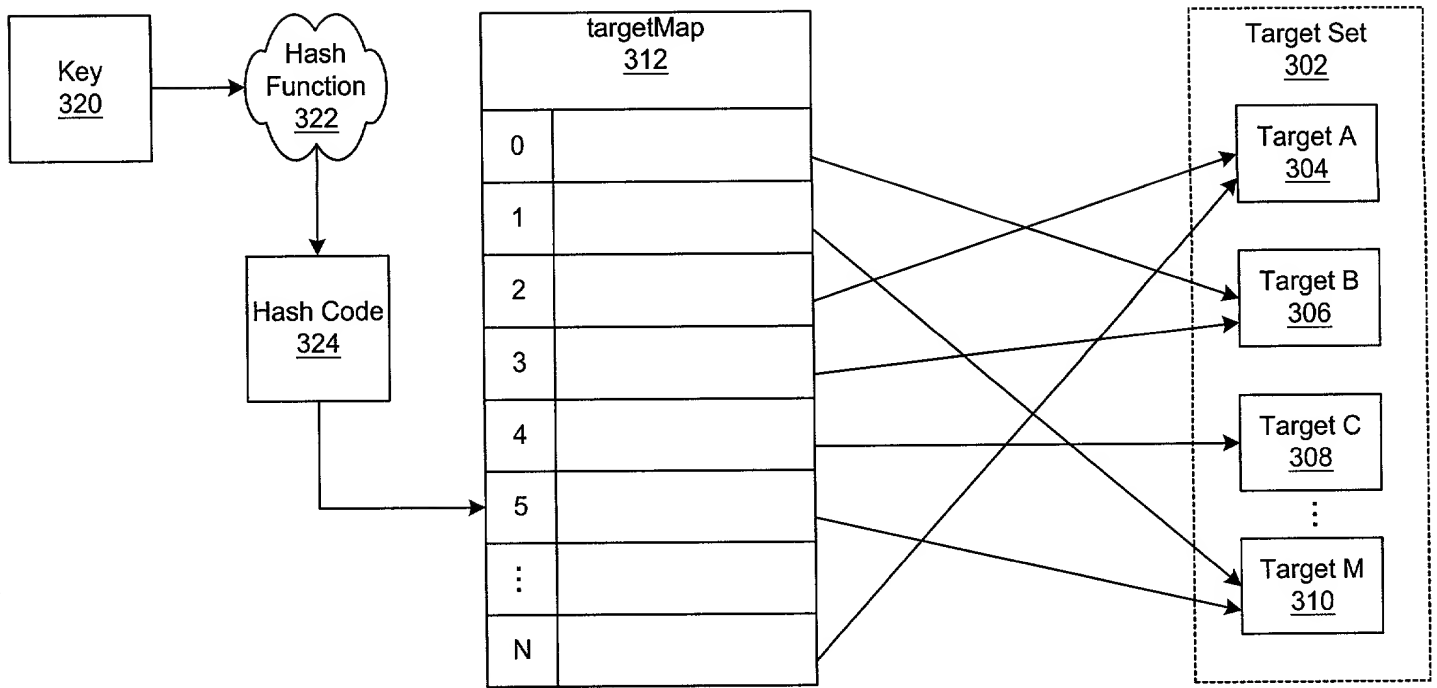 Key
320
Hash
Function
322
Hash Code
324
targetMap
312
0
1
2
3
4
5
⋮
N
Target Set
302
Target A
304
Target B
306
Target C
308
⋮
Target M
310